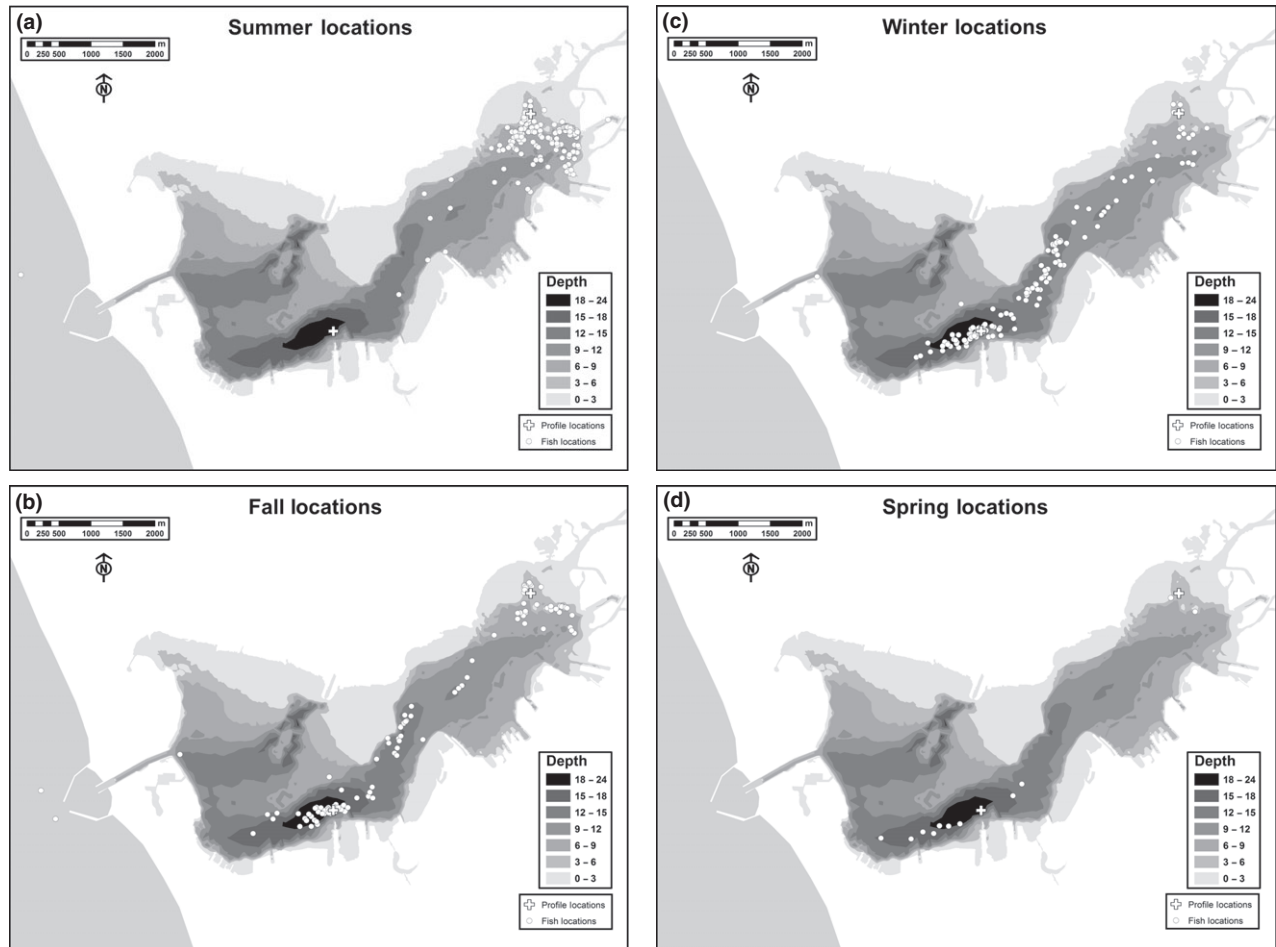 (a)
Summer locations
m
0 250 500 1000 1500 2000
N
Depth
18 – 24
15 – 18
12 – 15
9 – 12
6 – 9
3 – 6
0 – 3
Profile locations
Fish locations
(c)
Winter locations
m
0 250 500 1000 1500 2000
N
Depth
18 – 24
15 – 18
12 – 15
9 – 12
6 – 9
3 – 6
0 – 3
Profile locations
Fish locations
(b)
Fall locations
m
0 250 500 1000 1500 2000
N
Depth
18 – 24
15 – 18
12 – 15
9 – 12
6 – 9
3 – 6
0 – 3
Profile locations
Fish locations
(d)
Spring locations
m
0 250 500 1000 1500 2000
N
Depth
18 – 24
15 – 18
12 – 15
9 – 12
6 – 9
3 – 6
0 – 3
Profile locations
Fish locations